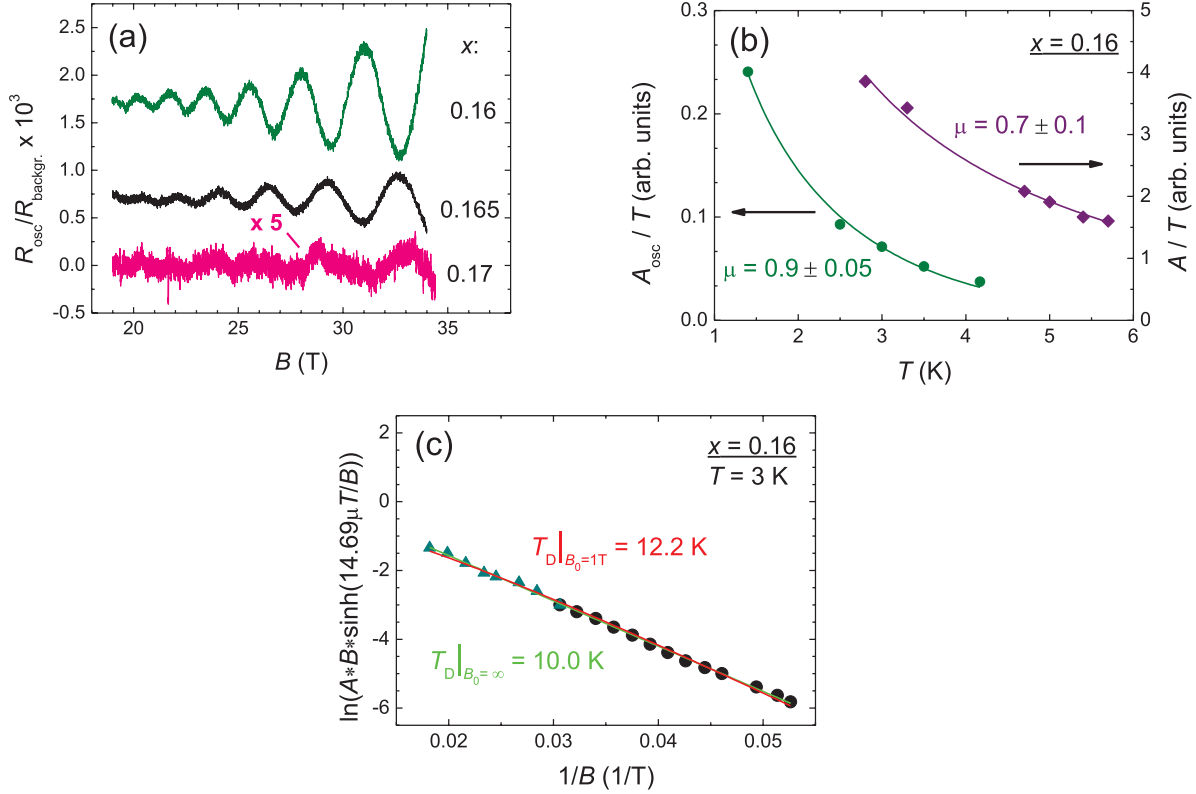 (a)
x:
0.16
0.165
x 5
0.17
R_osc/R_backgr. x 10^3
2.5
2.0
1.5
1.0
0.5
0.0
-0.5
20 25 30 35
B (T)
(b)
x = 0.16
μ = 0.7 ± 0.1
μ = 0.9 ± 0.05
A_osc / T (arb. units)
0.3
0.2
0.1
0.0
A / T (arb. units)
5
4
3
2
1
0
1 2 3 4 5 6
T (K)
(c)
x = 0.16
T = 3 K
T_D|_B_0=1T = 12.2 K
T_D|_B_0=∞ = 10.0 K
ln(A*B*sinh(14.69μT/B))
2
0
-2
-4
-6
0.02 0.03 0.04 0.05
1/B (1/T)